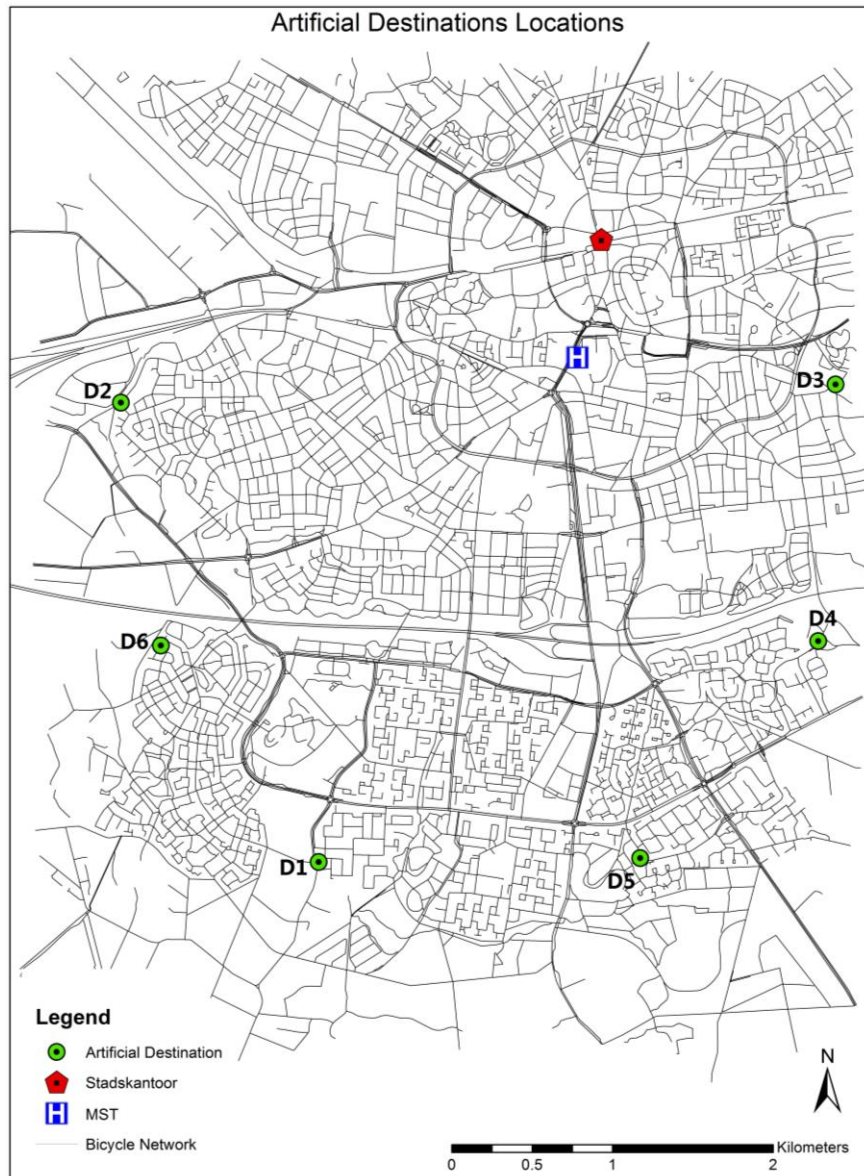 Artificial Destinations Locations
D2
D3
D4
D6
D1
D5
Legend
Artificial Destination
Stadskantoor
H
MST
Bicycle Network
N
Kilometers
0 0.5 1 2
H